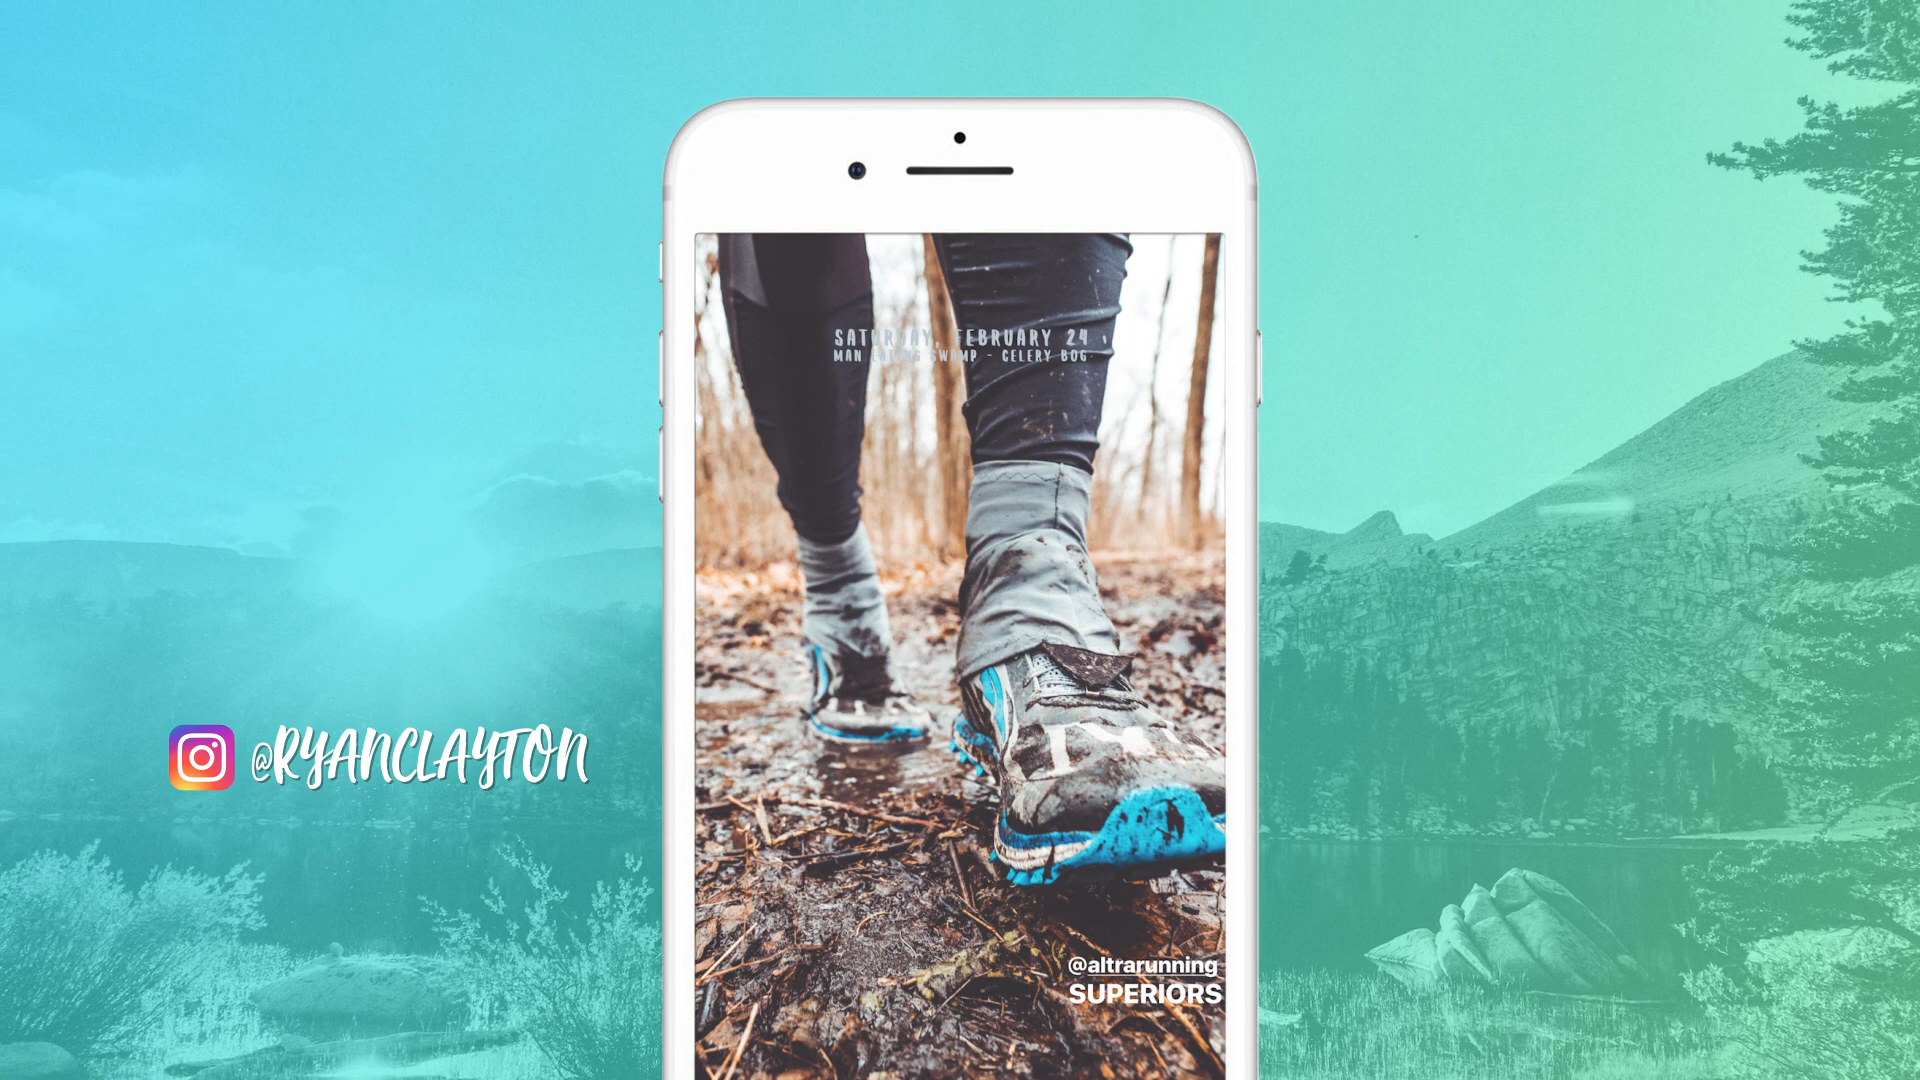 SATURDAY, FEBRUARY 24
MAN EATING SWAMP - CELERY BOG
@RYANCLAYTON
@altrarunning
SUPERIORS